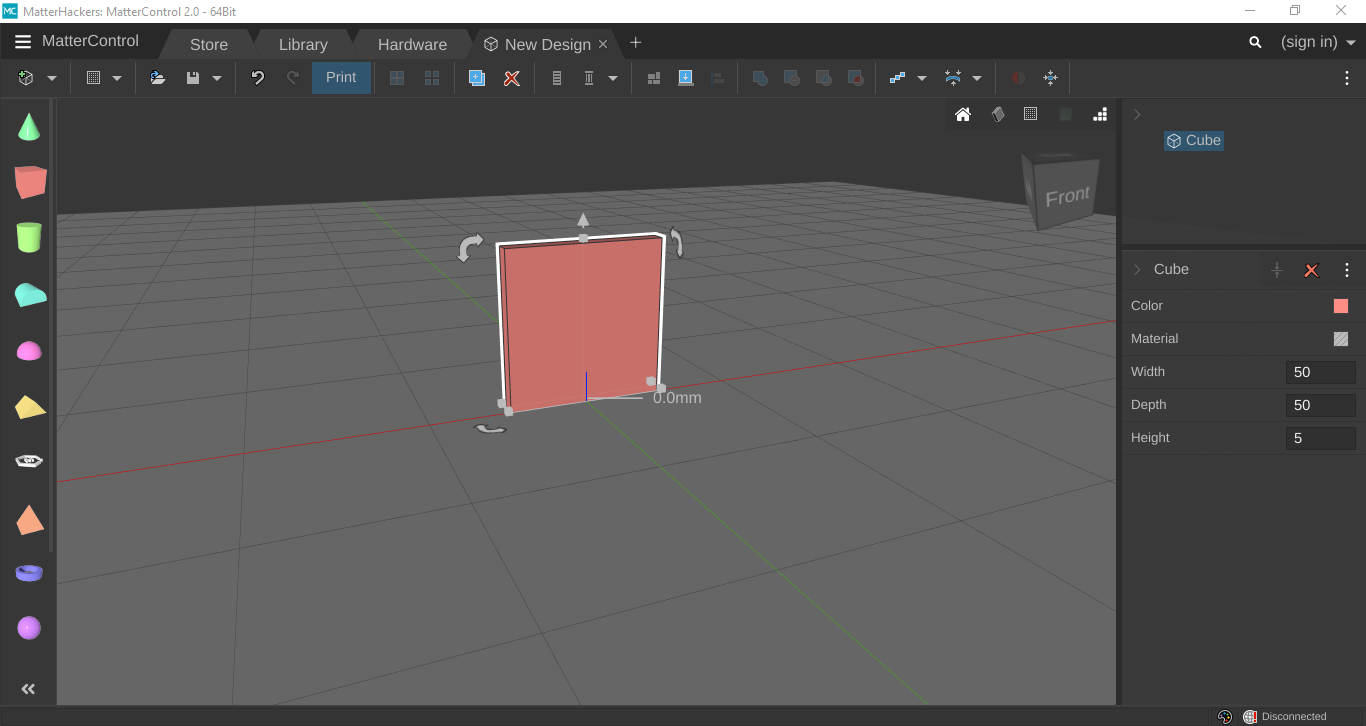 MC MatterHackers: MatterControl 2.0 - 64Bit
MatterControl Store Library Hardware New Design (sign in)
Print
Cube
Front
Cube
Color
Material
Width 50
Depth 50
Height 5
0.0mm
Disconnected